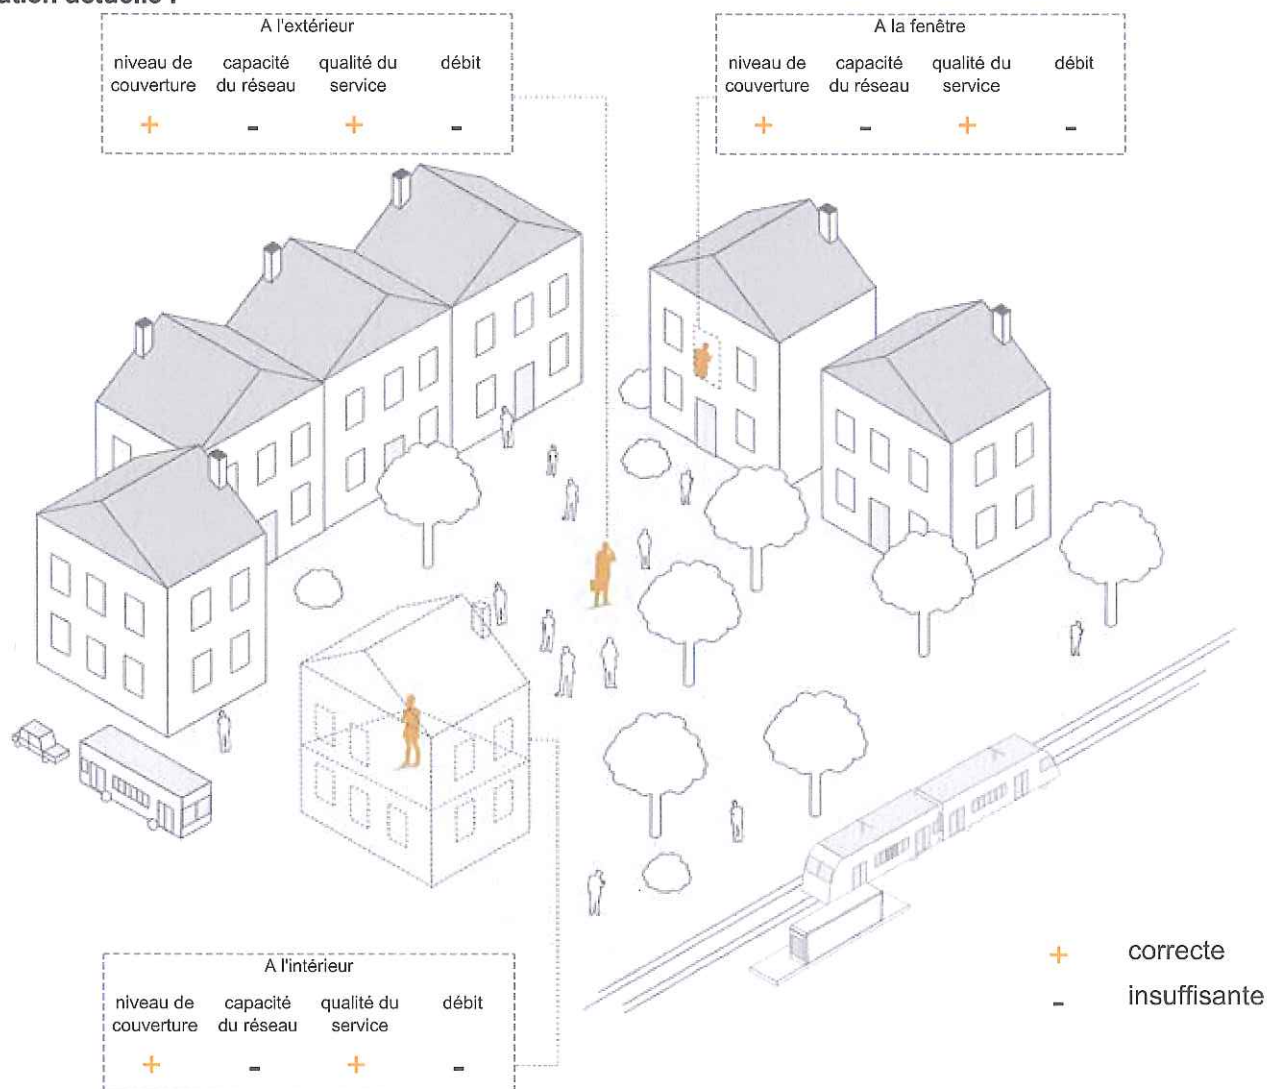 A l'extérieur
niveau de couverture capacité du réseau qualité du service débit
+ - + -
A la fenêtre
niveau de couverture capacité du réseau qualité du service débit
+ - + -
A l'intérieur
niveau de couverture capacité du réseau qualité du service débit
+ - + -
+ correcte
- insuffisante